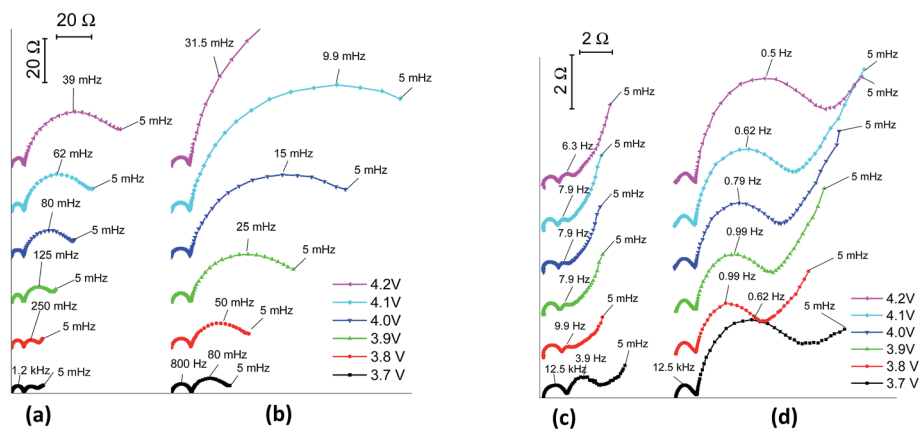 20 Ω
20 Ω
39 mHz
5 mHz
62 mHz
5 mHz
80 mHz
5 mHz
125 mHz
5 mHz
250 mHz
5 mHz
1.2 kHz
5 mHz
(a)
31.5 mHz
9.9 mHz
5 mHz
15 mHz
5 mHz
25 mHz
5 mHz
50 mHz
5 mHz
800 Hz
80 mHz
5 mHz
4.2V
4.1V
4.0V
3.9V
3.8 V
3.7 V
(b)
2 Ω
2 Ω
5 mHz
6.3 Hz
5 mHz
7.9 Hz
5 mHz
7.9 Hz
5 mHz
7.9 Hz
5 mHz
9.9 Hz
5 mHz
12.5 kHz
3.9 Hz
(c)
0.5 Hz
5 mHz
5 mHz
0.62 Hz
5 mHz
0.79 Hz
5 mHz
0.99 Hz
5 mHz
0.99 Hz
0.62 Hz
5 mHz
12.5 kHz
4.2V
4.1V
4.0V
3.9V
3.8 V
3.7 V
(d)